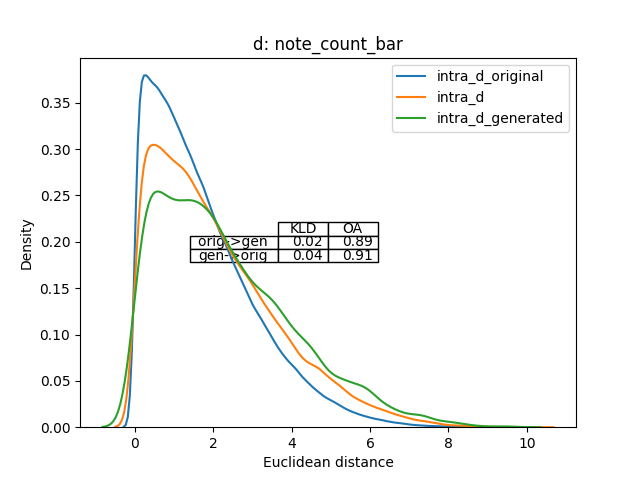 d: note_count_bar
intra_d_original
intra_d
intra_d_generated
KLD OA
orig->gen 0.02 0.89
gen->orig 0.04 0.91
Density
0.35
0.30
0.25
0.20
0.15
0.10
0.05
0.00
0 2 4 6 8 10
Euclidean distance